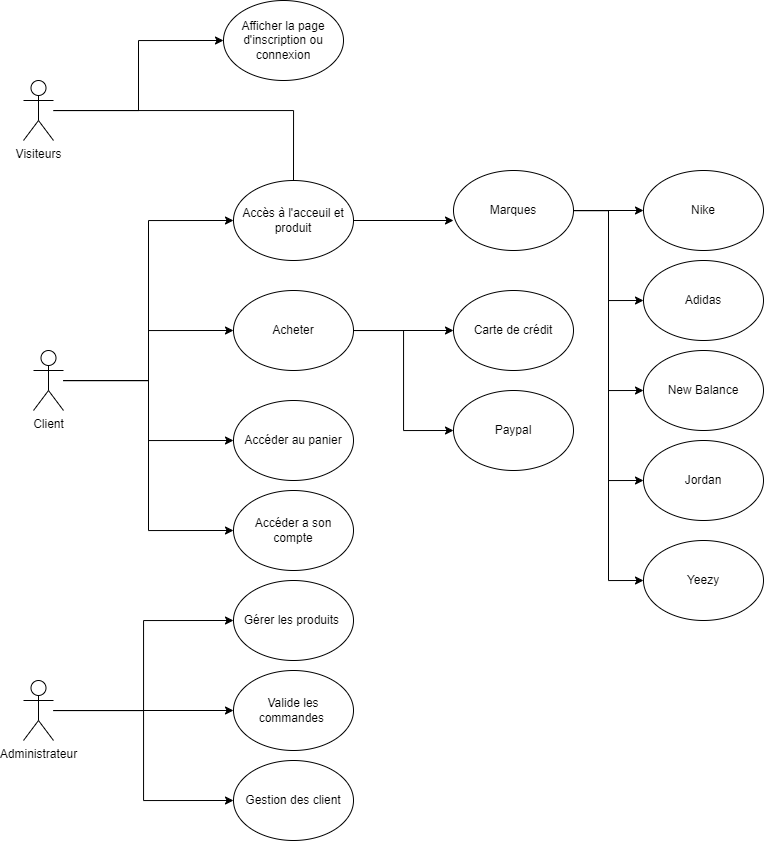 Afficher la page
d'inscription ou
connexion
Visiteurs
Accès à l'acceuil et
produit
Marques
Nike
Adidas
Acheter
Carte de crédit
New Balance
Client
Accéder au panier
Paypal
Jordan
Accéder a son
compte
Yeezy
Gérer les produits
Valide les
commandes
Administrateur
Gestion des client